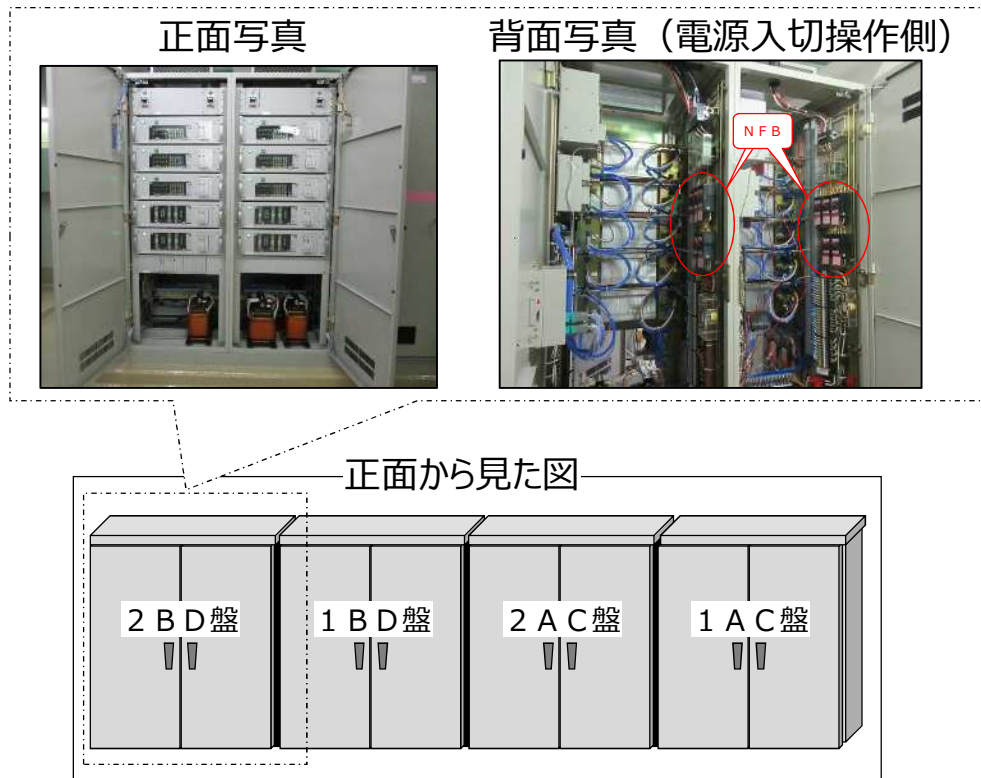 正面写真
背面写真（電源入切操作側）
ＮＦＢ
正面から見た図
２ＢＤ盤
１ＢＤ盤
２ＡＣ盤
１ＡＣ盤